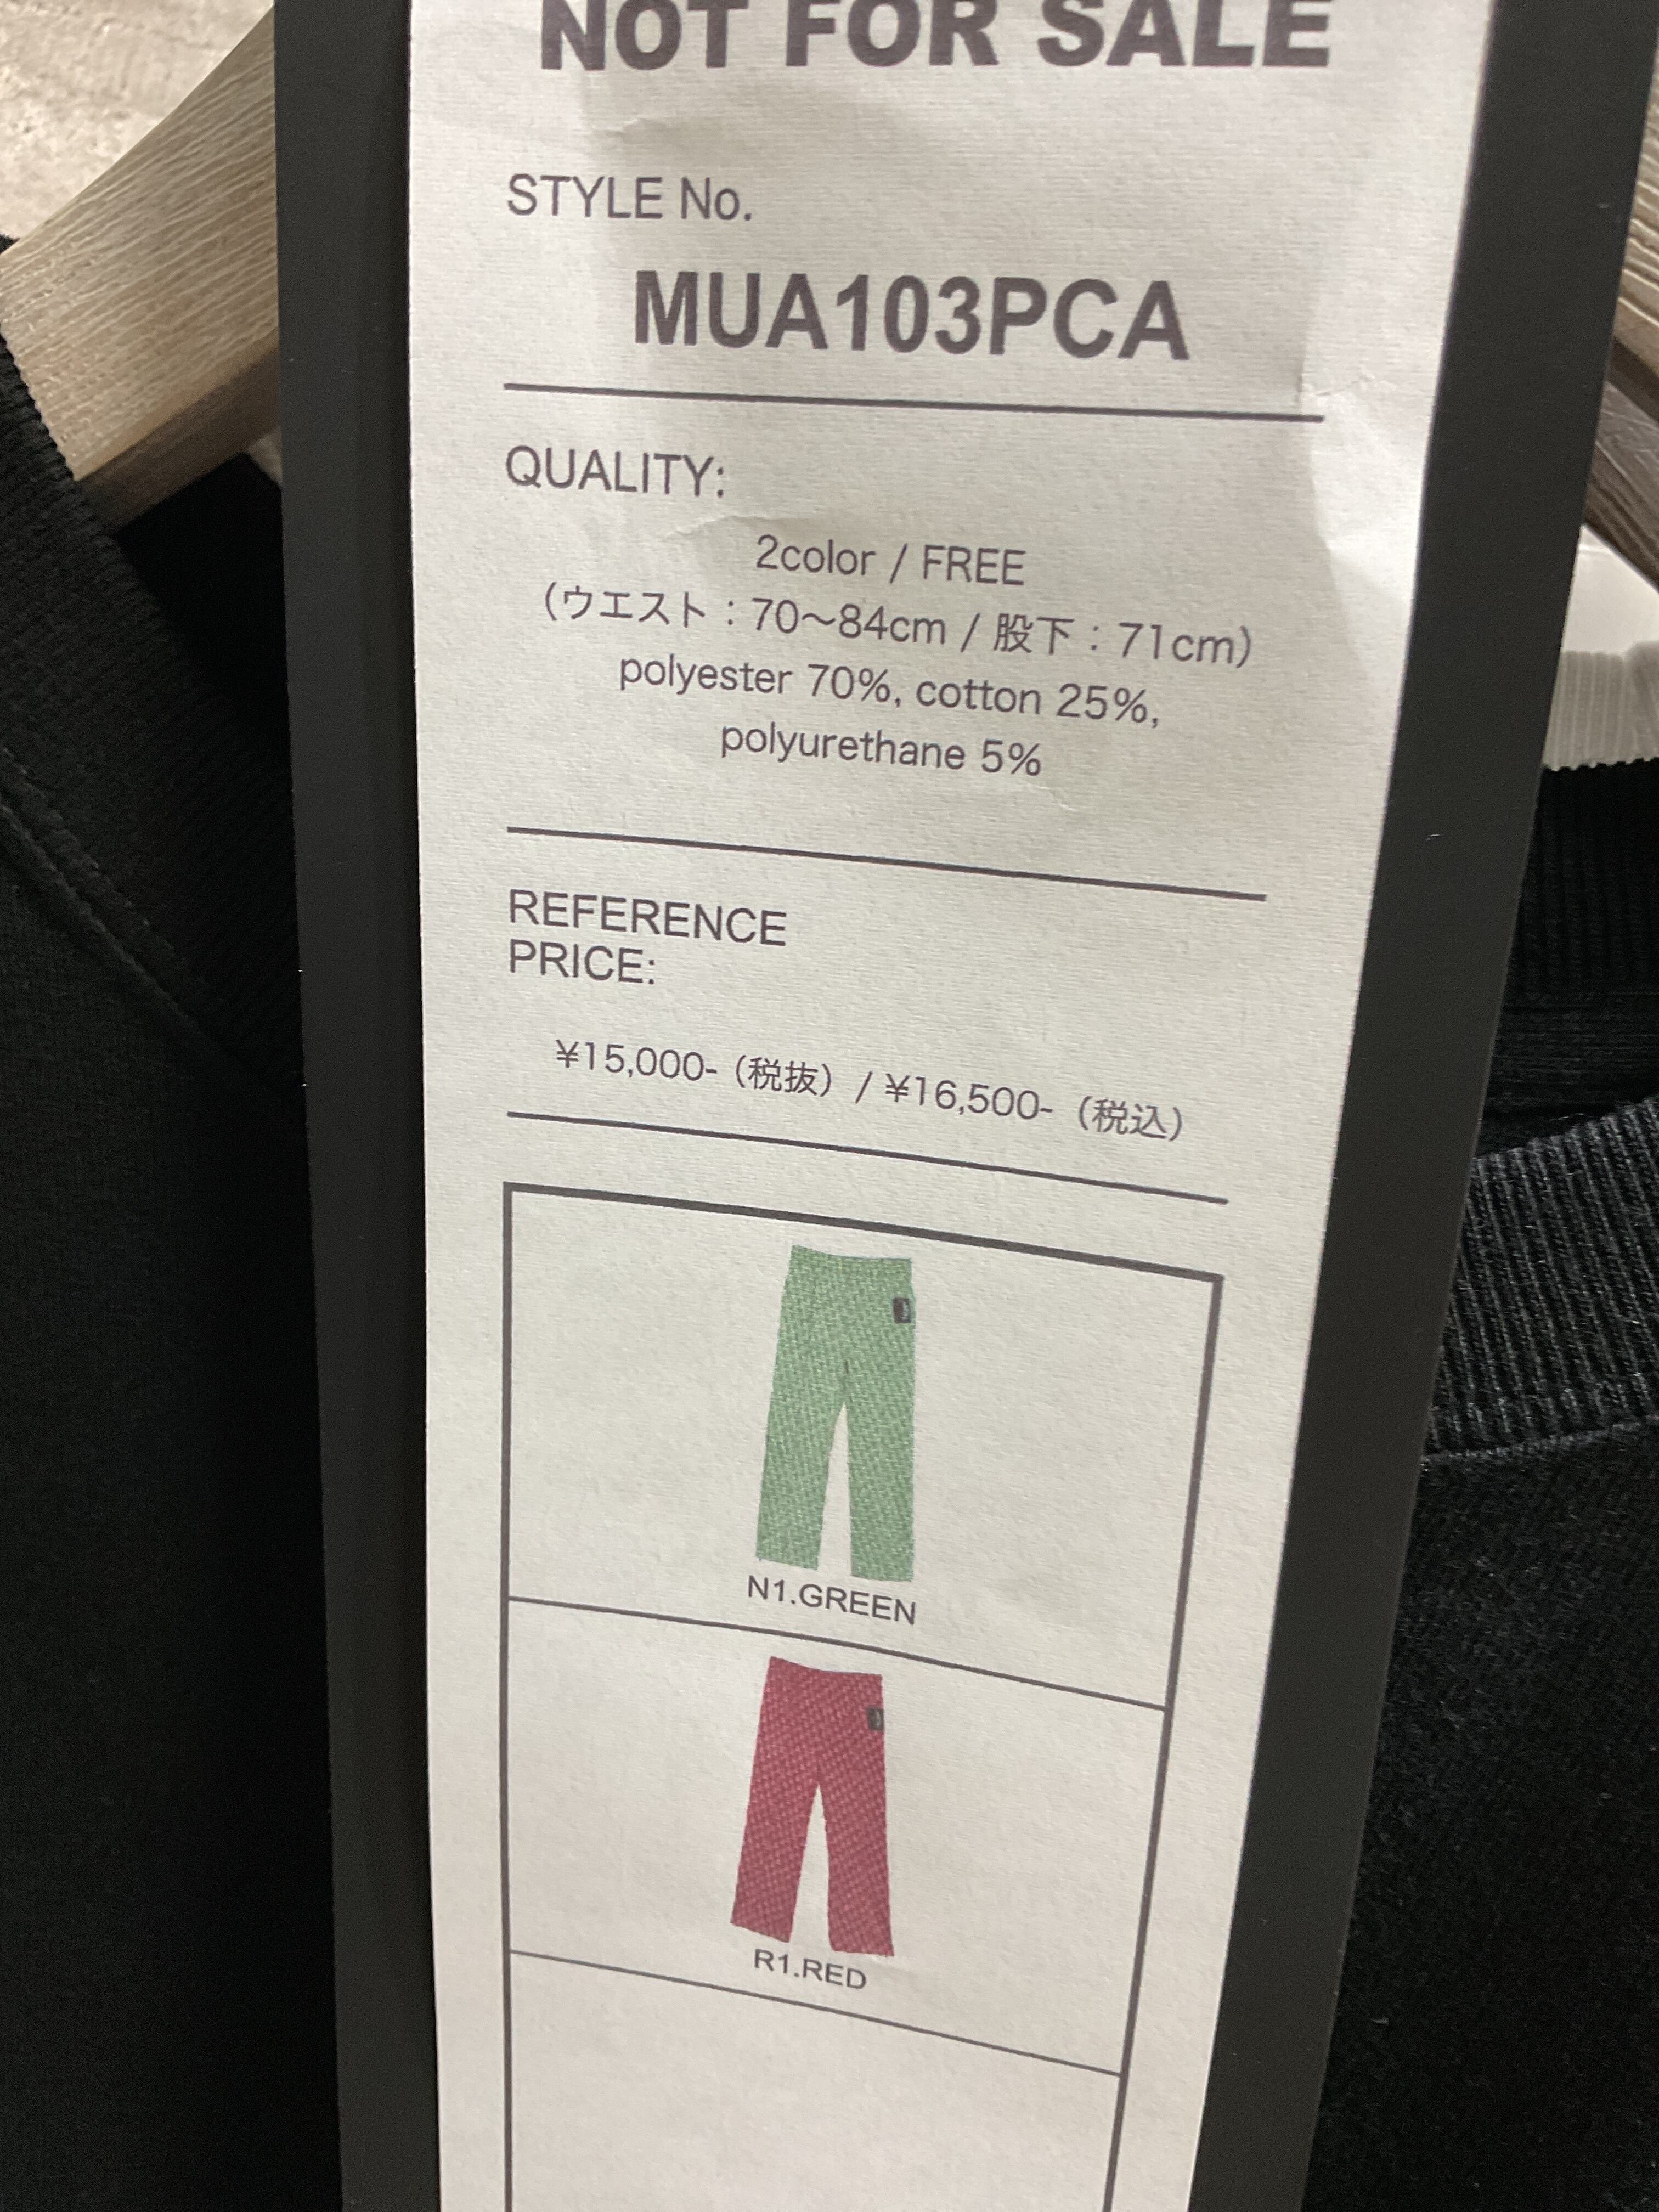 NOT FOR SALE
STYLE No.
MUA103PCA
QUALITY:
2color / FREE
(ウエスト：70〜84cm / 股下：71cm)
polyester 70%, cotton 25%,
polyurethane 5%
REFERENCE
PRICE:
¥15,000-（税抜）/ ¥16,500-（税込）
N1.GREEN
R1.RED